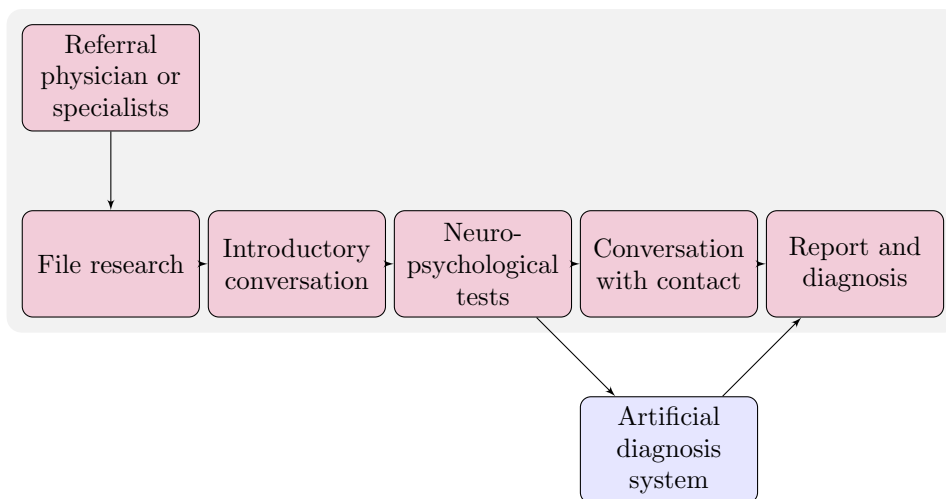 Referral
physician or
specialists
File research
Introductory
conversation
Neuro-
psychological
tests
Conversation
with contact
Report and
diagnosis
Artificial
diagnosis
system